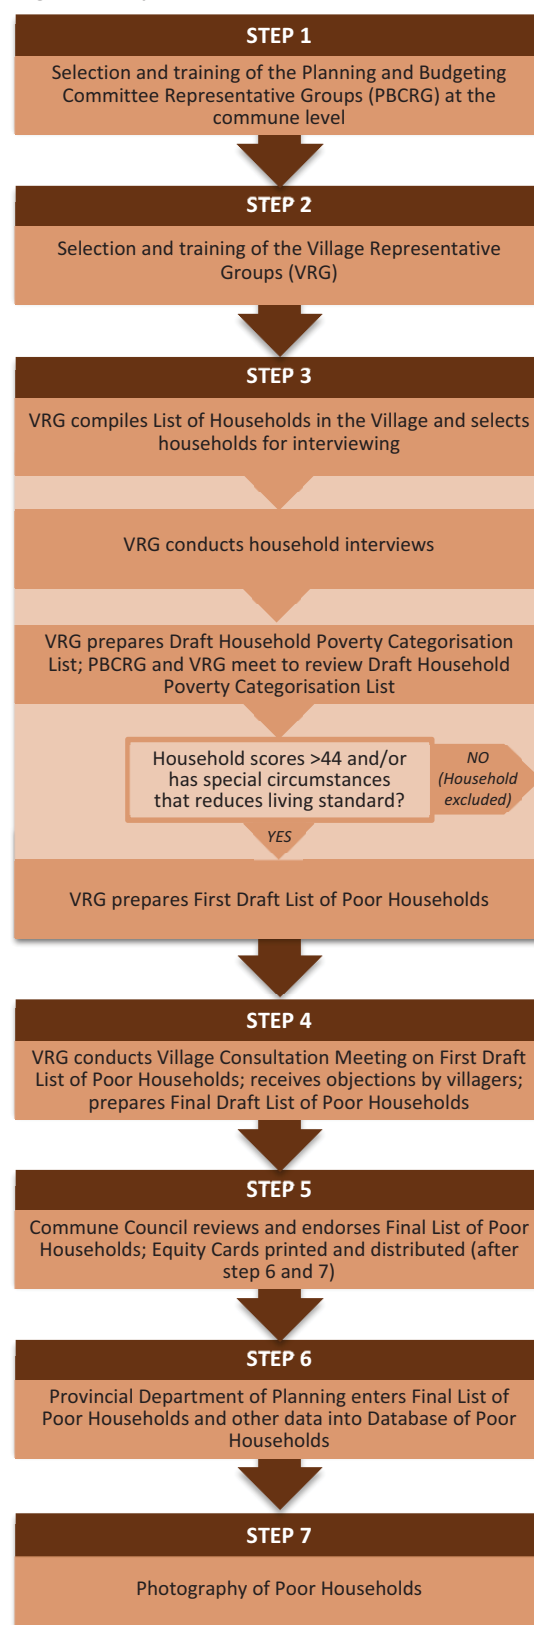 STEP 1
Selection and training of the Planning and Budgeting
Committee Representative Groups (PBCRG) at the
commune level
STEP 2
Selection and training of the Village Representative
Groups (VRG)
STEP 3
VRG compiles List of Households in the Village and selects
households for interviewing
VRG conducts household interviews
VRG prepares Draft Household Poverty Categorisation
List; PBCRG and VRG meet to review Draft Household
Poverty Categorisation List
Household scores >44 and/or
has special circumstances
that reduces living standard?
NO
(Household
excluded)
YES
VRG prepares First Draft List of Poor Households
STEP 4
VRG conducts Village Consultation Meeting on First Draft
List of Poor Households; receives objections by villagers;
prepares Final Draft List of Poor Households
STEP 5
Commune Council reviews and endorses Final List of Poor
Households; Equity Cards printed and distributed (after
step 6 and 7)
STEP 6
Provincial Department of Planning enters Final List of
Poor Households and other data into Database of Poor
Households
STEP 7
Photography of Poor Households